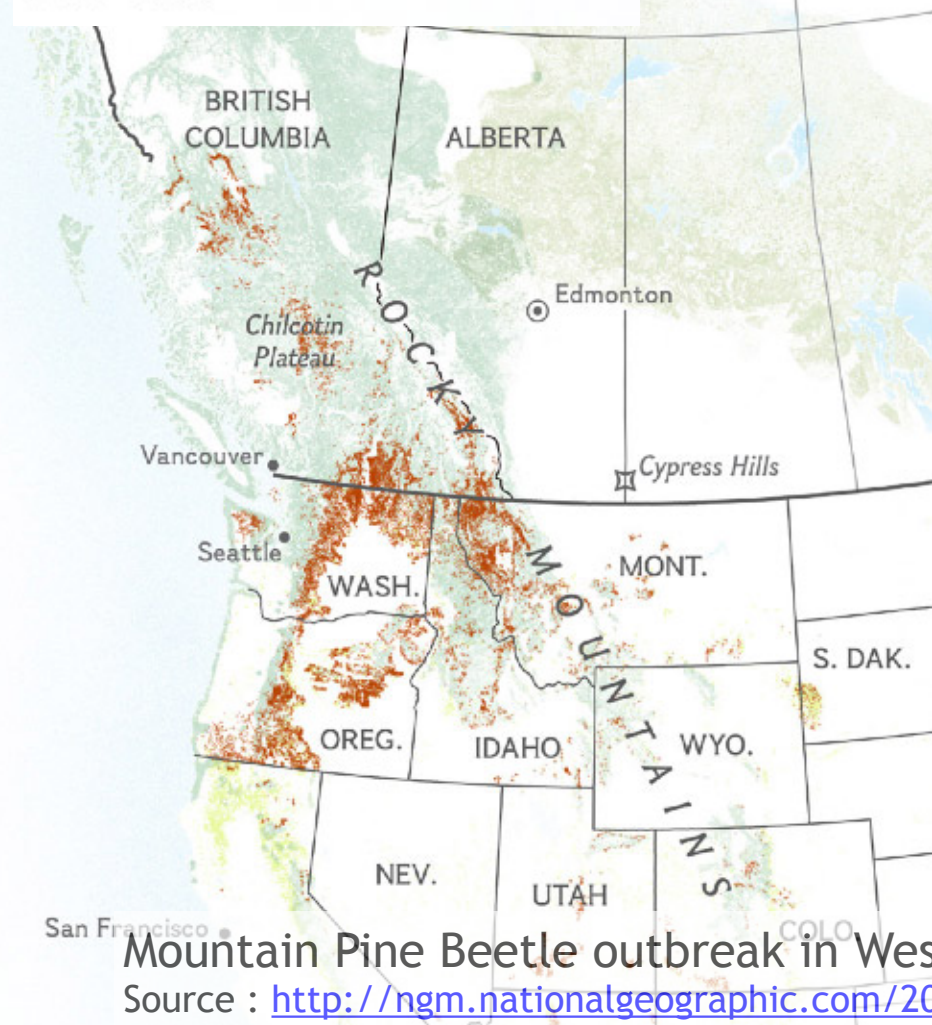 BRITISH
COLUMBIA
ALBERTA
Edmonton
Chilcotin
Plateau
ROCKY
Vancouver
Cypress Hills
Seattle
WASH.
MONT.
MOUNTAINS
S. DAK.
OREG.
IDAHO
WYO.
NEV.
UTAH
COLO.
San Francisco
Mountain Pine Beetle outbreak in Wes
Source : http://ngm.nationalgeographic.com/20